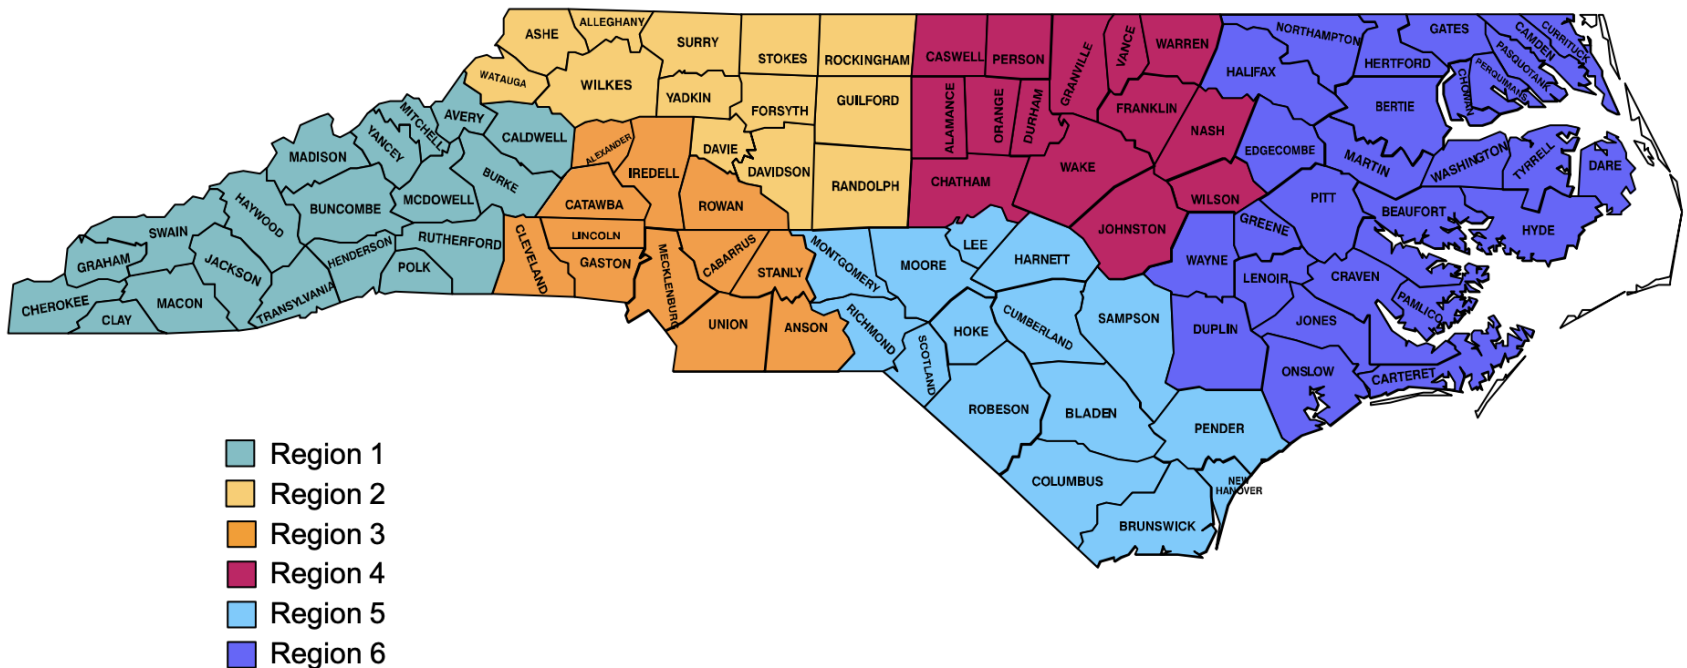 ASHE
ALLEGHANY
SURRY
STOKES
ROCKINGHAM
CASWELL
PERSON
GRANVILLE
VANCE
WARREN
NORTHAMPTON
GATES
CURRITUCK
CAMDEN
PASQUOTANK
PERQUIMANS
CHOWAN
HERTFORD
HALIFAX
BERTIE
WATAUGA
WILKES
YADKIN
FORSYTH
GUILFORD
ALAMANCE
ORANGE
DURHAM
FRANKLIN
NASH
EDGECOMBE
MARTIN
WASHINGTON
TYRRELL
DARE
MITCHELL
AVERY
CALDWELL
ALEXANDER
IREDELL
DAVIE
DAVIDSON
RANDOLPH
CHATHAM
WAKE
WILSON
PITT
BEAUFORT
HYDE
MADISON
YANCEY
BURKE
MCDOWELL
BUNCOMBE
HAYWOOD
SWAIN
CATAWBA
ROWAN
LINCOLN
GASTON
CLEVELAND
RUTHERFORD
POLK
HENDERSON
TRANSYLVANIA
JACKSON
MACON
GRAHAM
CHEROKEE
CLAY
MECKLENBURG
CABARRUS
STANLY
UNION
ANSON
MONTGOMERY
MOORE
LEE
HARNETT
JOHNSTON
WAYNE
GREENE
LENOIR
CRAVEN
PAMLICO
JONES
DUPLIN
SAMPSON
CUMBERLAND
HOKE
RICHMOND
SCOTLAND
ROBESON
BLADEN
PENDER
ONSLOW
CARTERET
COLUMBUS
BRUNSWICK
NEW
HANOVER
Region 1
Region 2
Region 3
Region 4
Region 5
Region 6